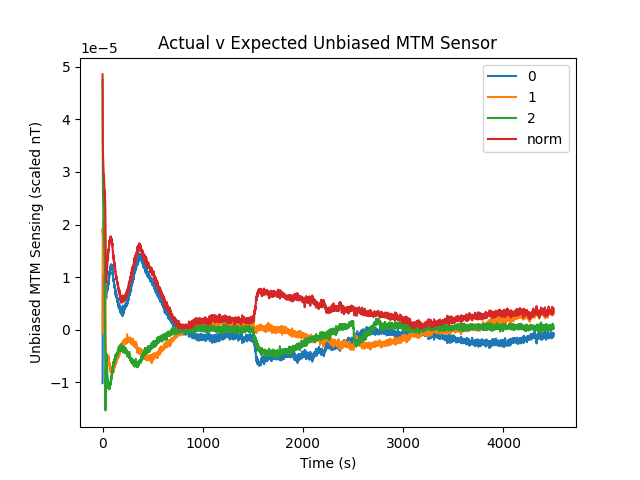 Actual v Expected Unbiased MTM Sensor
1e−5
Unbiased MTM Sensing (scaled nT)
5
4
3
2
1
0
−1
0
1
2
norm
0 1000 2000 3000 4000
Time (s)